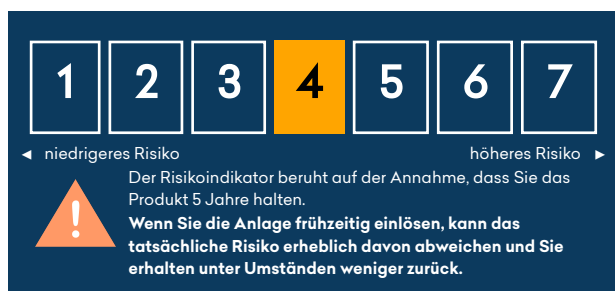 1 2 3 4 5 6 7
◄ niedrigeres Risiko höheres Risiko ►
Der Risikoindikator beruht auf der Annahme, dass Sie das
Produkt 5 Jahre halten.
Wenn Sie die Anlage frühzeitig einlösen, kann das
tatsächliche Risiko erheblich davon abweichen und Sie
erhalten unter Umständen weniger zurück.